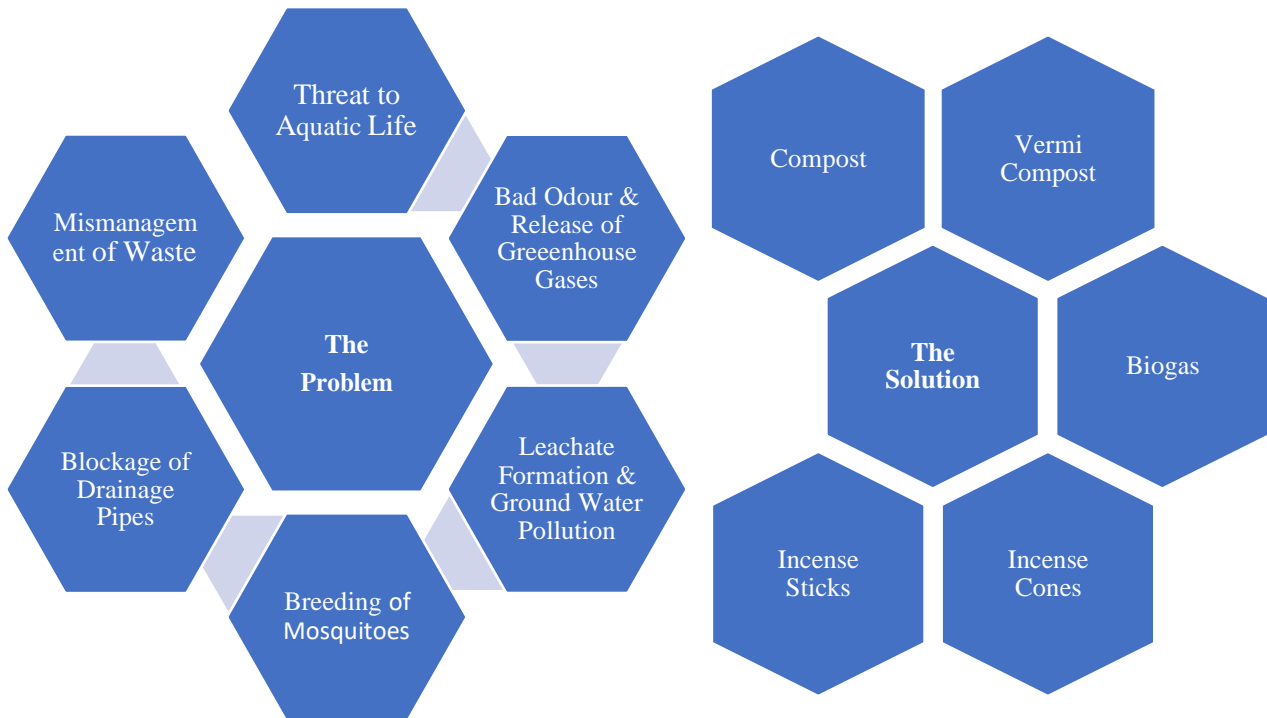 Threat to
Aquatic Life
Bad Odour &
Release of
Greeenhouse
Gases
Leachate
Formation &
Ground Water
Pollution
Breeding of
Mosquitoes
Blockage of
Drainage
Pipes
Mismanagem
ent of Waste
The
Problem
Compost
Vermi
Compost
The
Solution
Biogas
Incense
Sticks
Incense
Cones